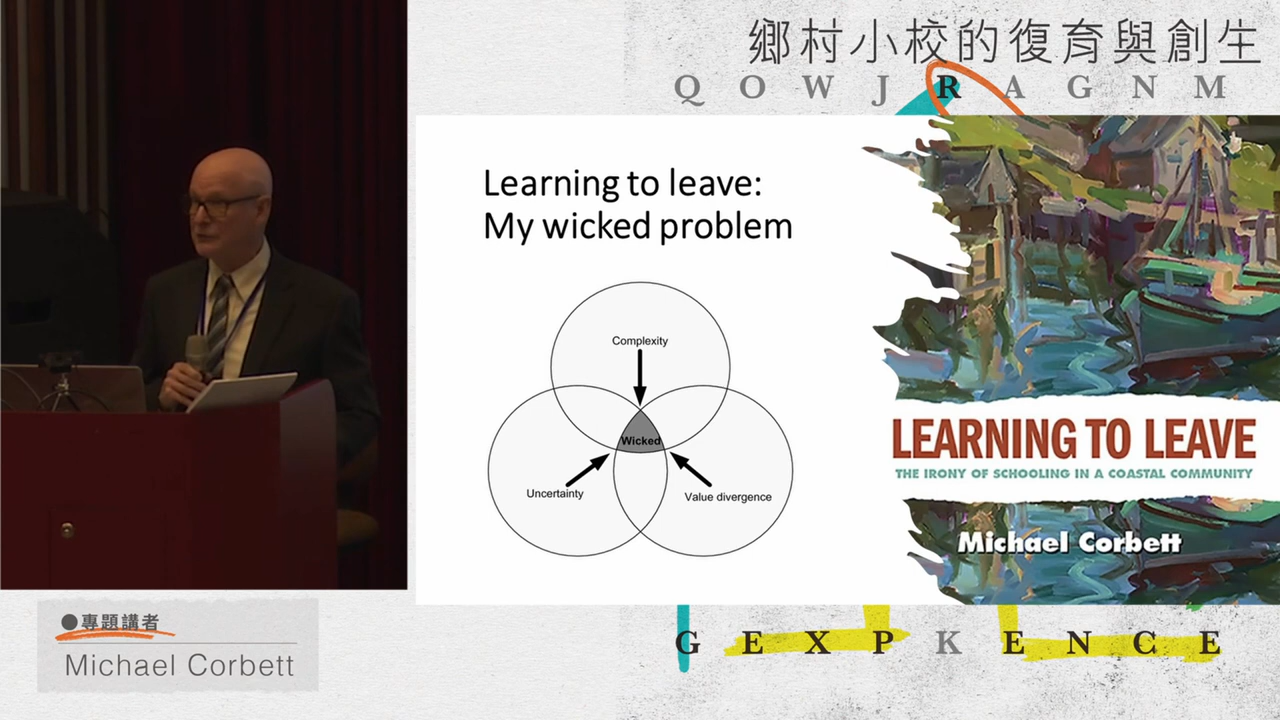 鄉村小校的復育與創生
Q O W J R A G N M
Learning to leave:
My wicked problem
Complexity
Wicked
Uncertainty
Value divergence
LEARNING TO LEAVE
THE IRONY OF SCHOOLING IN A COASTAL COMMUNITY
Michael Corbett
●專題講者
Michael Corbett
G E X P K E N C E